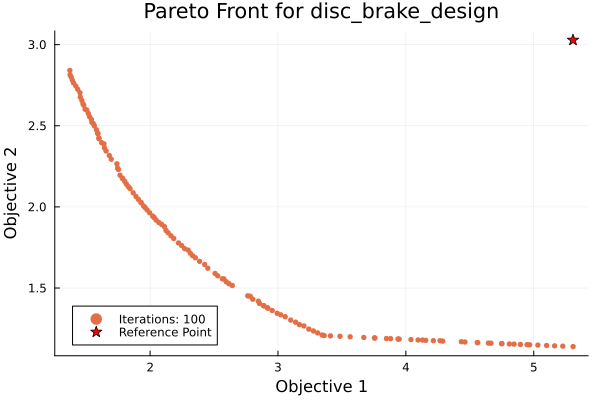 Pareto Front for disc_brake_design
Objective 2
3.0
2.5
2.0
1.5
Iterations: 100
Reference Point
2
3
4
5
Objective 1